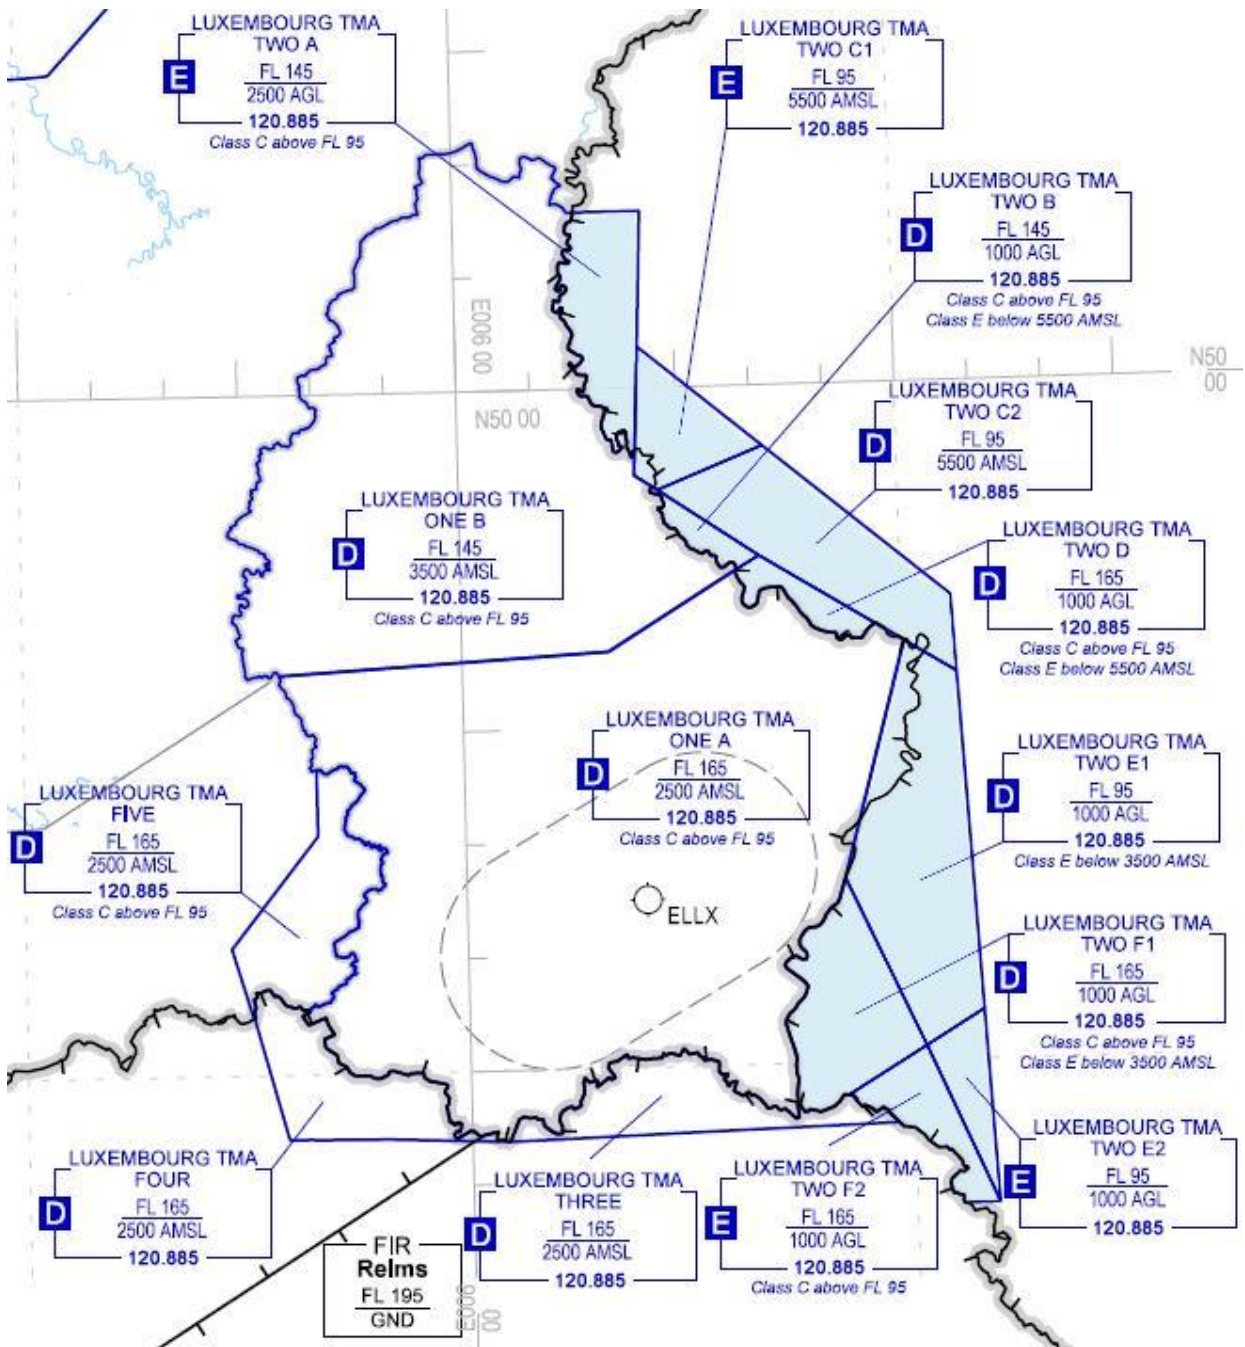 LUXEMBOURG TMA
TWO A
E
FL 145
2500 AGL
120.885
Class C above FL 95
LUXEMBOURG TMA
TWO C1
E
FL 95
5500 AMSL
120.885
LUXEMBOURG TMA
TWO B
D
FL 145
1000 AGL
120.885
Class C above FL 95
Class E below 5500 AMSL
E006 00
N50 00
N50
00
LUXEMBOURG TMA
TWO C2
D
FL 95
5500 AMSL
120.885
LUXEMBOURG TMA
ONE B
D
FL 145
3500 AMSL
120.885
Class C above FL 95
LUXEMBOURG TMA
TWO D
D
FL 165
1000 AGL
120.885
Class C above FL 95
Class E below 5500 AMSL
LUXEMBOURG TMA
ONE A
D
FL 165
2500 AMSL
120.885
Class C above FL 95
LUXEMBOURG TMA
TWO E1
D
FL 95
1000 AGL
120.885
Class E below 3500 AMSL
LUXEMBOURG TMA
FIVE
D
FL 165
2500 AMSL
120.885
Class C above FL 95
ELLX
LUXEMBOURG TMA
TWO F1
D
FL 165
1000 AGL
120.885
Class C above FL 95
Class E below 3500 AMSL
LUXEMBOURG TMA
TWO E2
E
FL 95
1000 AGL
120.885
LUXEMBOURG TMA
FOUR
D
FL 165
2500 AMSL
120.885
LUXEMBOURG TMA
THREE
D
FL 165
2500 AMSL
120.885
LUXEMBOURG TMA
TWO F2
E
FL 165
1000 AGL
120.885
Class C above FL 95
FIR
Reims
FL 195
GND
E006
00